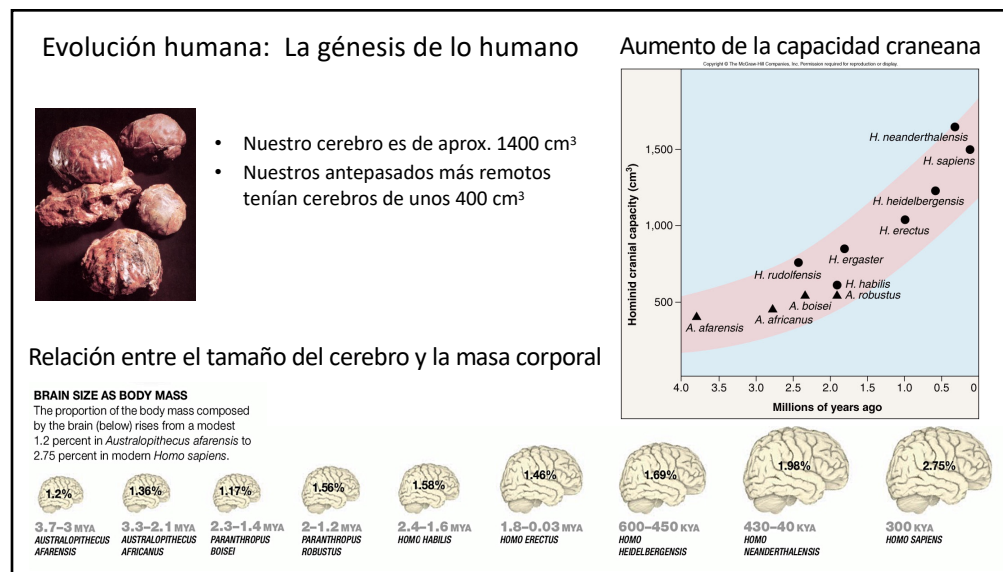 Evolución humana:  La génesis de lo humano
• Nuestro cerebro es de aprox. 1400 cm³
• Nuestros antepasados más remotos
tenían cerebros de unos 400 cm³
Aumento de la capacidad craneana
Copyright © The McGraw-Hill Companies, Inc. Permission required for reproduction or display.
Hominid cranial capacity (cm³)
1,500
1,000
500
H. neanderthalensis
H. sapiens
H. heidelbergensis
H. erectus
H. ergaster
H. rudolfensis
H. habilis
A. robustus
A. boisei
A. africanus
A. afarensis
4.0 3.5 3.0 2.5 2.0 1.5 1.0 0.5 0
Millions of years ago
Relación entre el tamaño del cerebro y la masa corporal
BRAIN SIZE AS BODY MASS
The proportion of the body mass composed
by the brain (below) rises from a modest
1.2 percent in Australopithecus afarensis to
2.75 percent in modern Homo sapiens.
1.2%
3.7–3 MYA
AUSTRALOPITHECUS
AFARENSIS
1.36%
3.3–2.1 MYA
AUSTRALOPITHECUS
AFRICANUS
1.17%
2.3–1.4 MYA
PARANTHROPUS
BOISEI
1.56%
2–1.2 MYA
PARANTHROPUS
ROBUSTUS
1.58%
2.4–1.6 MYA
HOMO HABILIS
1.46%
1.8–0.03 MYA
HOMO ERECTUS
1.69%
600–450 KYA
HOMO
HEIDELBERGENSIS
1.98%
430–40 KYA
HOMO
NEANDERTHALENSIS
2.75%
300 KYA
HOMO SAPIENS